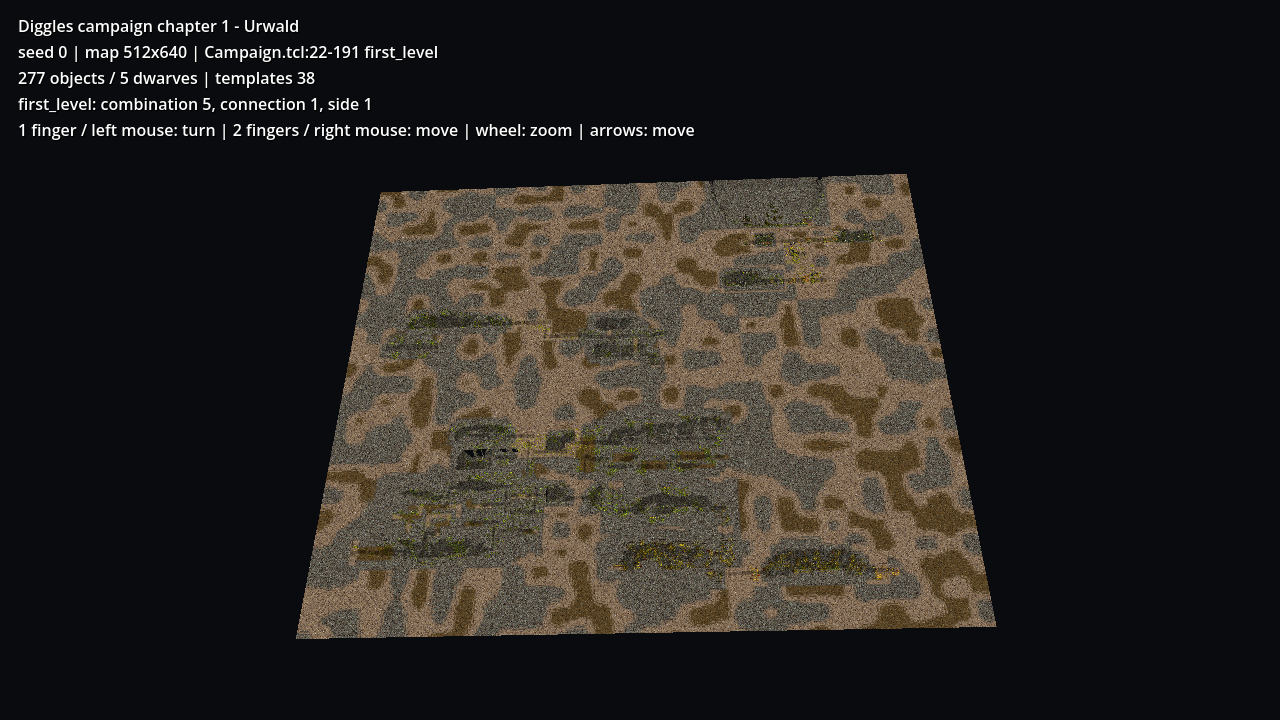 Diggles campaign chapter 1 - Urwald
seed 0 | map 512x640 | Campaign.tcl:22-191 first_level
277 objects / 5 dwarves | templates 38
first_level: combination 5, connection 1, side 1
1 finger / left mouse: turn | 2 fingers / right mouse: move | wheel: zoom | arrows: move